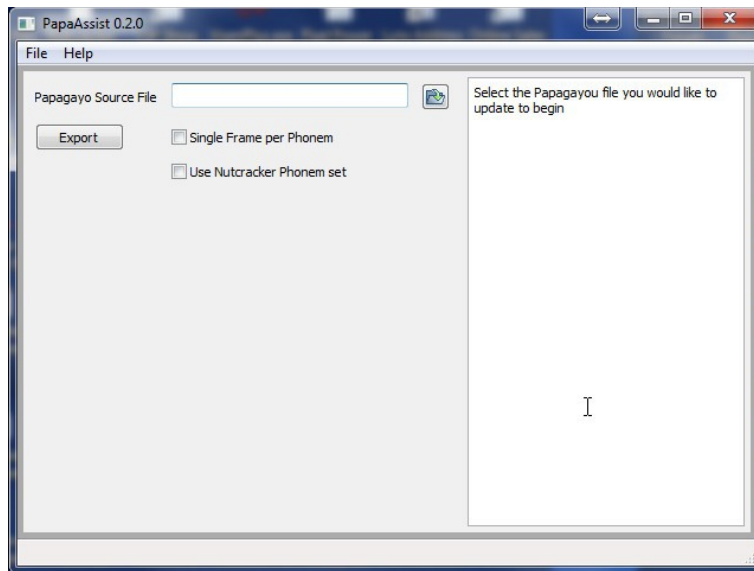 PapaAssist 0.2.0
File Help
Papagayo Source File
Select the Papagayou file you would like to
update to begin
Export
Single Frame per Phonem
Use Nutcracker Phonem set